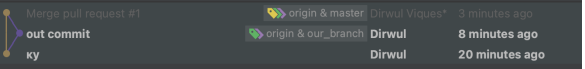 Merge pull request #1 origin & master Dirwul Viques* 3 minutes ago
out commit origin & our_branch Dirwul 8 minutes ago
ку Dirwul 20 minutes ago